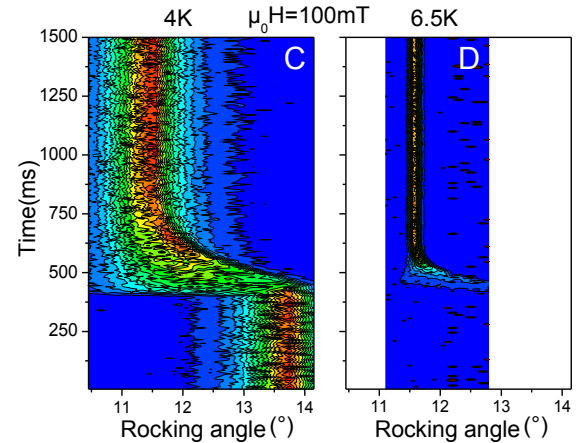 4K μ₀H=100mT 6.5K
C D
1500
1250
1000
750
500
250
Time(ms)
11 12 13 14 11 12 13 14
Rocking angle(°) Rocking angle(°)